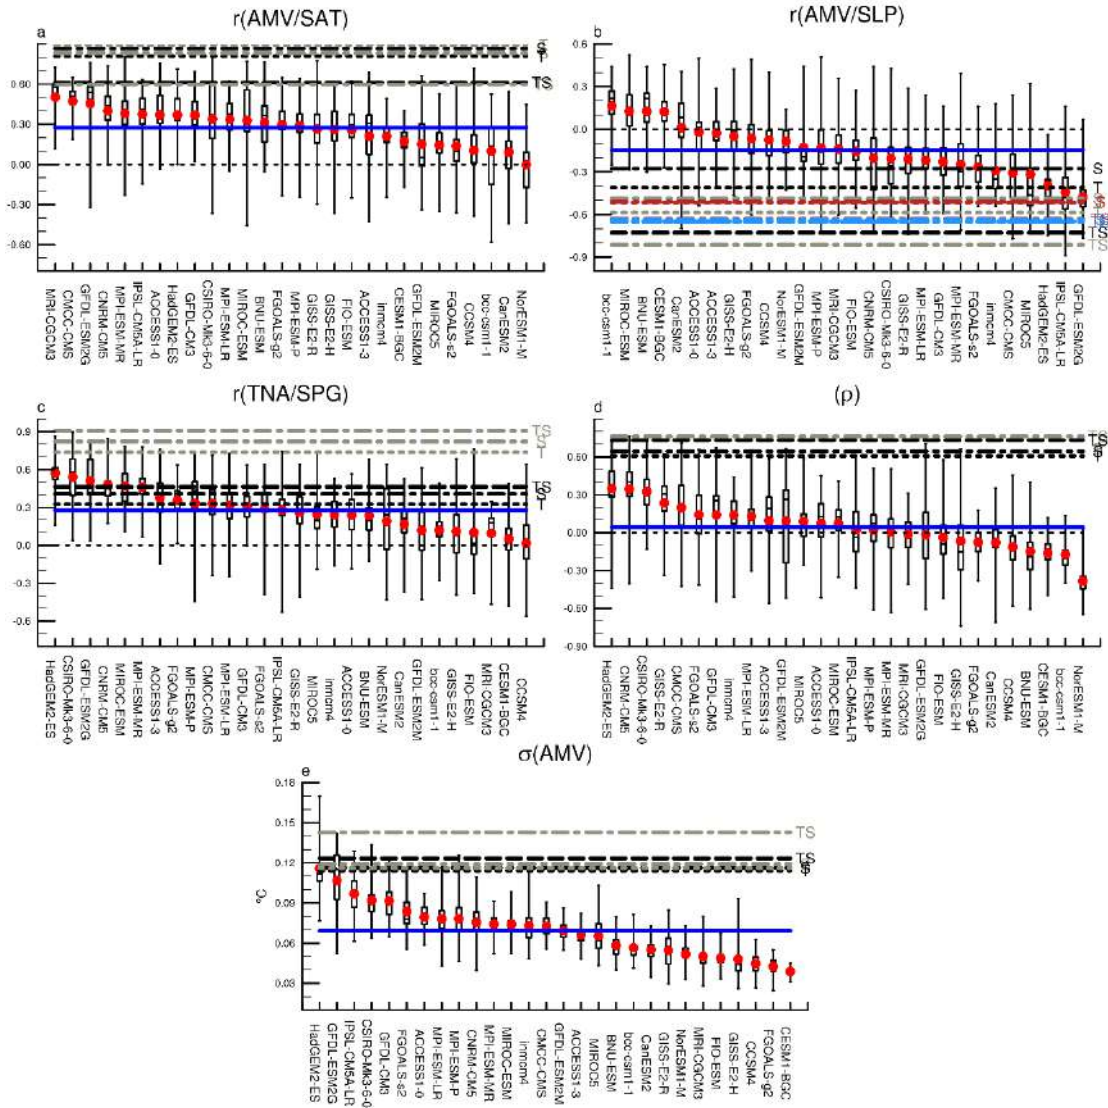 r(AMV/SAT)
a
0.60
0.30
0.00
-0.30
-0.60
TS
MRI-CGCM3
CMCC-CMS
GFDL-ESM2G
CNRM-CM5
MPI-ESM-MR
IPSL-CM5A-LR
ACCESS1-0
HadGEM2-ES
GFDL-CM3
CSIRO-Mk3-6-0
MPI-ESM-LR
MIROC-ESM
BNU-ESM
FGOALS-g2
MPI-ESM-P
GISS-E2-R
GISS-E2-H
FIO-ESM
ACCESS1-3
inmcm4
CESM1-BGC
GFDL-ESM2M
MIROC5
FGOALS-s2
CCSM4
bcc-csm1-1
CanESM2
NorESM1-M
r(AMV/SLP)
b
0.6
0.3
0.0
-0.3
-0.6
-0.9
S
T
TS
bcc-csm1-1
MIROC-ESM
BNU-ESM
CESM1-BGC
CanESM2
ACCESS1-0
ACCESS1-3
GISS-E2-H
FGOALS-g2
CCSM4
NorESM1-M
GFDL-ESM2M
MPI-ESM-P
MRI-CGCM3
FIO-ESM
CNRM-CM5
CSIRO-Mk3-6-0
GISS-E2-R
MPI-ESM-LR
GFDL-CM3
MPI-ESM-MR
FGOALS-s2
inmcm4
CMCC-CMS
MIROC5
HadGEM2-ES
IPSL-CM5A-LR
GFDL-ESM2G
r(TNA/SPG)
c
0.9
0.6
0.3
0.0
-0.3
-0.6
TS
TS
HadGEM2-ES
CSIRO-Mk3-6-0
GFDL-ESM2G
CNRM-CM5
MIROC-ESM
MPI-ESM-MR
ACCESS1-3
FGOALS-g2
MPI-ESM-P
CMCC-CMS
MPI-ESM-LR
GFDL-CM3
FGOALS-s2
IPSL-CM5A-LR
GISS-E2-R
MIROC5
inmcm4
ACCESS1-0
BNU-ESM
NorESM1-M
CanESM2
GFDL-ESM2M
bcc-csm1-1
GISS-E2-H
FIO-ESM
MRI-CGCM3
CESM1-BGC
CCSM4
(ρ)
d
0.60
0.30
0.00
-0.30
-0.60
-0.90
TS
HadGEM2-ES
CNRM-CM5
CSIRO-Mk3-6-0
GISS-E2-R
CMCC-CMS
FGOALS-s2
GFDL-CM3
inmcm4
MPI-ESM-LR
ACCESS1-3
GFDL-ESM2M
MIROC5
ACCESS1-0
MIROC-ESM
IPSL-CM5A-LR
MPI-ESM-P
MPI-ESM-MR
MRI-CGCM3
GFDL-ESM2G
FIO-ESM
GISS-E2-H
FGOALS-g2
CanESM2
CCSM4
BNU-ESM
CESM1-BGC
bcc-csm1-1
NorESM1-M
σ(AMV)
e
0.18
0.15
0.12
0.09
0.06
0.03
°C
TS
TS
HadGEM2-ES
GFDL-ESM2G
IPSL-CM5A-LR
CSIRO-Mk3-6-0
GFDL-CM3
FGOALS-s2
ACCESS1-0
MPI-ESM-LR
MPI-ESM-P
CNRM-CM5
MPI-ESM-MR
MIROC-ESM
inmcm4
CMCC-CMS
GFDL-ESM2M
ACCESS1-3
MIROC5
BNU-ESM
bcc-csm1-1
CanESM2
GISS-E2-R
NorESM1-M
MRI-CGCM3
FIO-ESM
GISS-E2-H
CCSM4
FGOALS-g2
CESM1-BGC